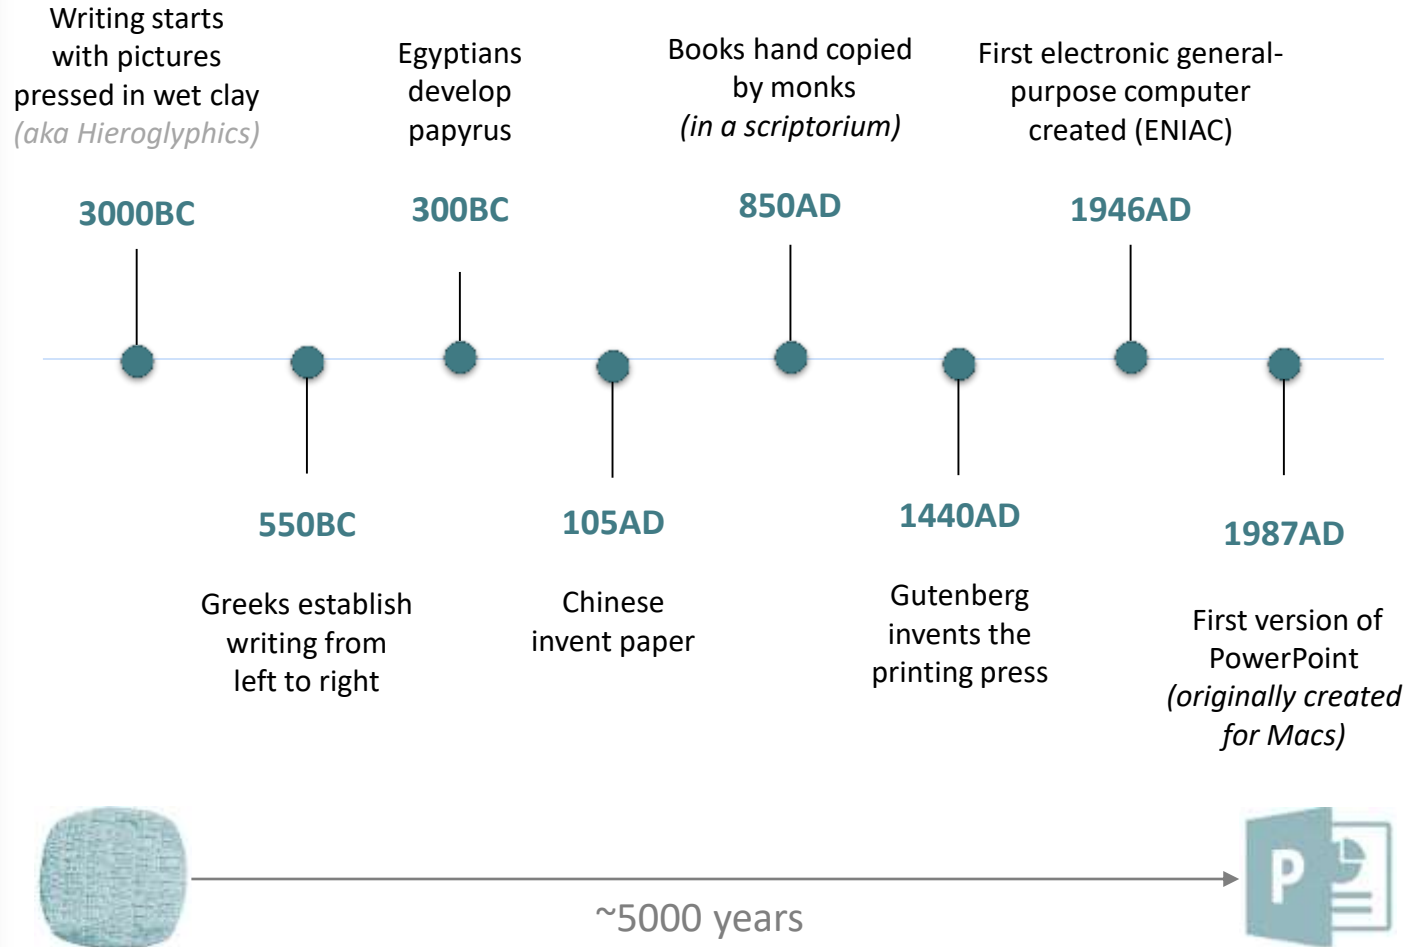 Writing starts
with pictures
pressed in wet clay
(aka Hieroglyphics)
3000BC
550BC
Greeks establish
writing from
left to right
Egyptians
develop
papyrus
300BC
105AD
Chinese
invent paper
Books hand copied
by monks
(in a scriptorium)
850AD
1440AD
Gutenberg
invents the
printing press
First electronic general-
purpose computer
created (ENIAC)
1946AD
1987AD
First version of
PowerPoint
(originally created
for Macs)
~5000 years
P